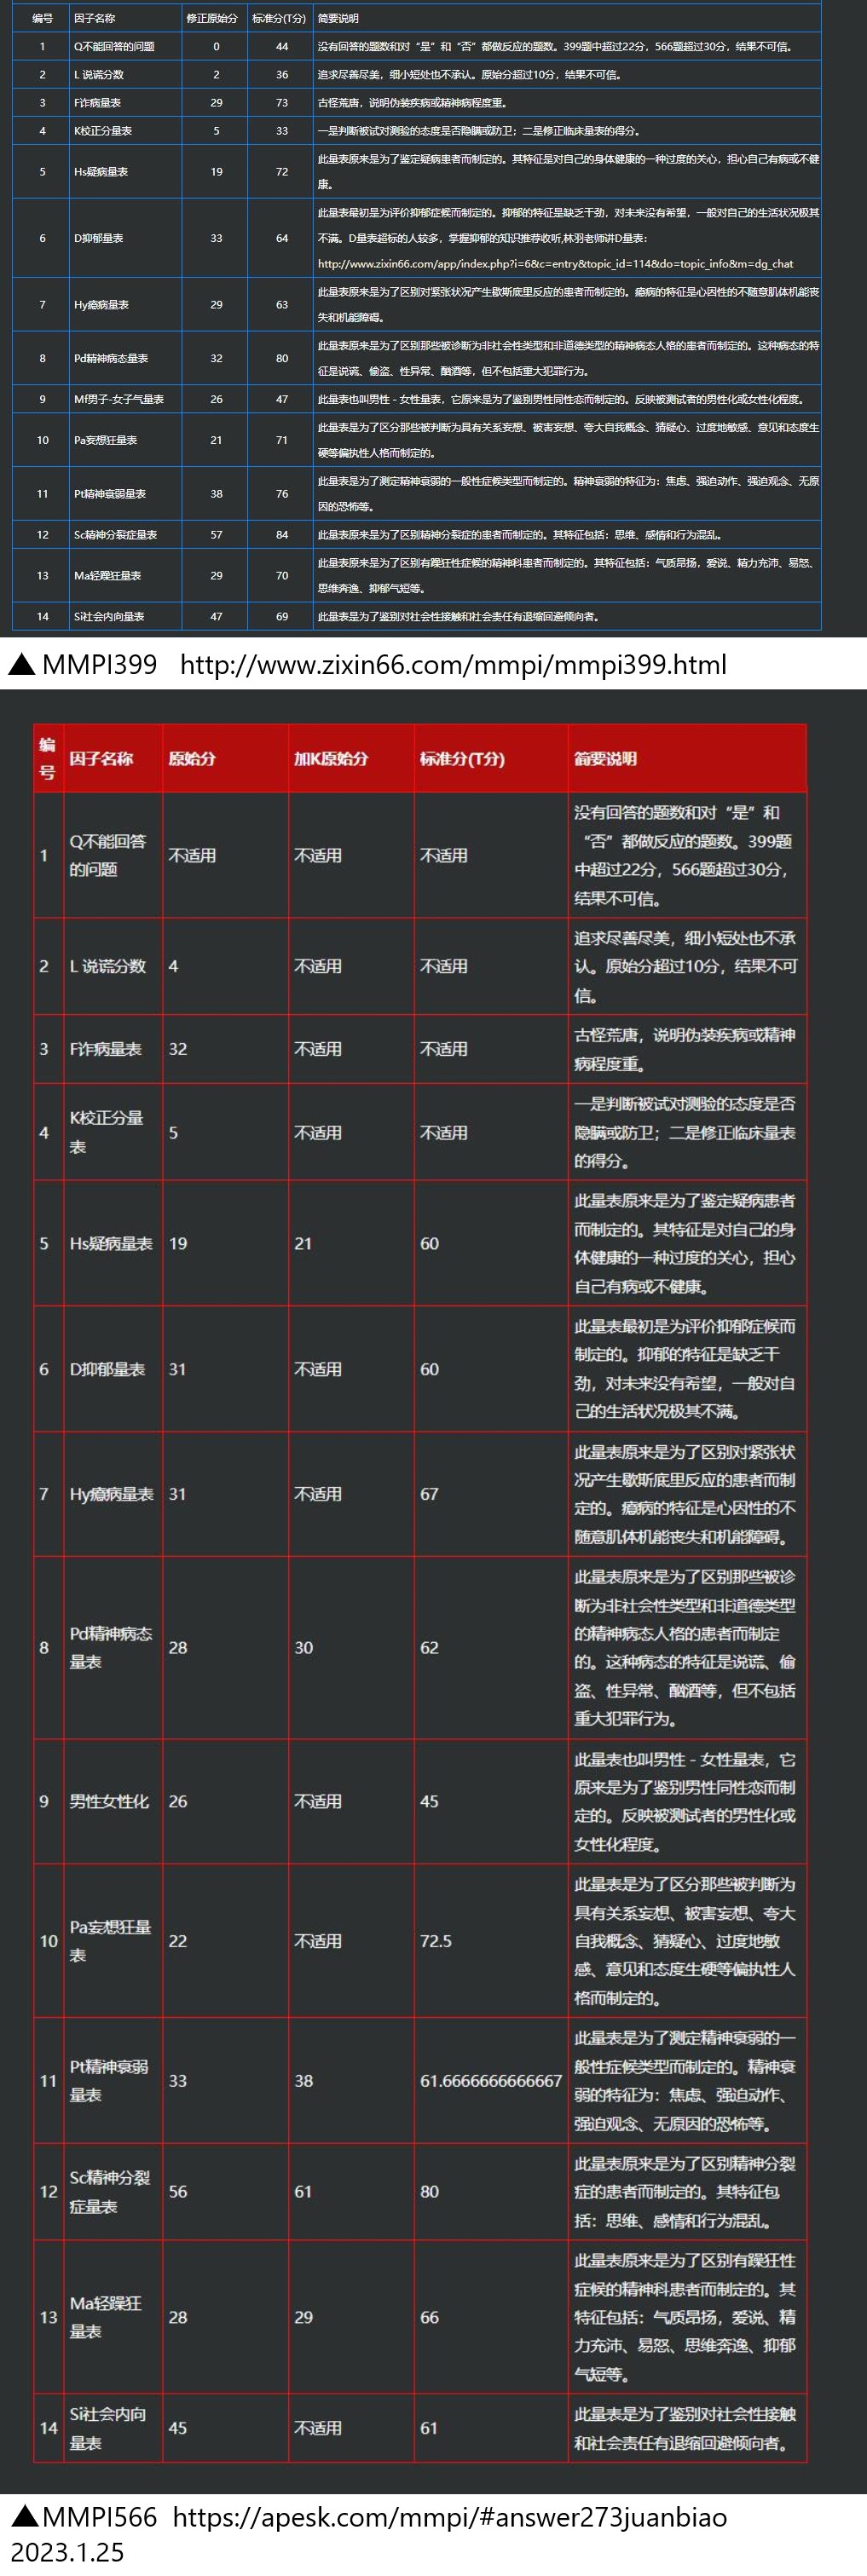 编号 因子名称 修正原始分 标准分(T分) 简要说明
1 Q不能回答的问题 0 44 没有回答的题数和对“是”和“否”都做反应的题数。399题中超过22分，566题超过30分，结果不可信。
2 L 说谎分数 2 36 追求尽善尽美，细小短处也不承认。原始分超过10分，结果不可信。
3 F诈病量表 29 73 古怪荒唐，说明伪装疾病或精神病程度重。
4 K校正分量表 5 33 一是判断被试对测验的态度是否隐瞒或防卫；二是修正临床量表的得分。
5 Hs疑病量表 19 72 此量表原来是为了鉴定疑病患者而制定的。其特征是对自己的身体健康的一种过度的关心，担心自己有病或不健
康。
6 D抑郁量表 33 64 此量表最初是为评价抑郁症候而制定的。抑郁的特征是缺乏干劲，对未来没有希望，一般对自己的生活状况极其
不满。D量表超标的人较多，掌握抑郁的知识推荐收听,林羽老师讲D量表：
http://www.zixin66.com/app/index.php?i=6&c=entry&topic_id=114&do=topic_info&m=dg_chat
7 Hy癔病量表 29 63 此量表原来是为了区别对紧张状况产生歇斯底里反应的患者而制定的。癔病的特征是心因性的不随意肌体机能丧
失和机能障碍。
8 Pd精神病态量表 32 80 此量表原来是为了区别那些被诊断为非社会性类型和非道德类型的精神病态人格的患者而制定的。这种病态的特
征是说谎、偷盗、性异常、酗酒等，但不包括重大犯罪行为。
9 Mf男子-女子气量表 26 47 此量表也叫男性－女性量表，它原来是为了鉴别男性同性恋而制定的。反映被测试者的男性化或女性化程度。
10 Pa妄想狂量表 21 71 此量表是为了区分那些被判断为具有关系妄想、被害妄想、夸大自我概念、猜疑心、过度地敏感、意见和态度生
硬等偏执性人格而制定的。
11 Pt精神衰弱量表 38 76 此量表是为了测定精神衰弱的一般性症候类型而制定的。精神衰弱的特征为：焦虑、强迫动作、强迫观念、无原
因的恐怖等。
12 Sc精神分裂症量表 57 84 此量表原来是为了区别精神分裂症的患者而制定的。其特征包括：思维、感情和行为混乱。
13 Ma轻躁狂量表 29 70 此量表原来是为了区别有躁狂性症候的精神科患者而制定的。其特征包括：气质昂扬，爱说、精力充沛、易怒、
思维奔逸、抑郁气短等。
14 Si社会内向量表 47 69 此量表是为了鉴别对社会性接触和社会责任有退缩回避倾向者。
▲MMPI399 http://www.zixin66.com/mmpi/mmpi399.html
编
号 因子名称 原始分 加K原始分 标准分(T分) 简要说明
1 Q不能回答
的问题 不适用 不适用 不适用 没有回答的题数和对“是”和
“否”都做反应的题数。399题
中超过22分，566题超过30分，
结果不可信。
2 L 说谎分数 4 不适用 不适用 追求尽善尽美，细小短处也不承
认。原始分超过10分，结果不可
信。
3 F诈病量表 32 不适用 不适用 古怪荒唐，说明伪装疾病或精神
病程度重。
4 K校正分量
表 5 不适用 不适用 一是判断被试对测验的态度是否
隐瞒或防卫；二是修正临床量表
的得分。
5 Hs疑病量表 19 21 60 此量表原来是为了鉴定疑病患者
而制定的。其特征是对自己的身
体健康的一种过度的关心，担心
自己有病或不健康。
6 D抑郁量表 31 不适用 60 此量表最初是为评价抑郁症候而
制定的。抑郁的特征是缺乏干
劲，对未来没有希望，一般对自
己的生活状况极其不满。
7 Hy癔病量表 31 不适用 67 此量表原来是为了区别对紧张状
况产生歇斯底里反应的患者而制
定的。癔病的特征是心因性的不
随意肌体机能丧失和机能障碍。
8 Pd精神病态
量表 28 30 62 此量表原来是为了区别那些被诊
断为非社会性类型和非道德类型
的精神病态人格的患者而制定
的。这种病态的特征是说谎、偷
盗、性异常、酗酒等，但不包括
重大犯罪行为。
9 男性女性化 26 不适用 45 此量表也叫男性－女性量表，它
原来是为了鉴别男性同性恋而制
定的。反映被测试者的男性化或
女性化程度。
10 Pa妄想狂量
表 22 不适用 72.5 此量表是为了区分那些被判断为
具有关系妄想、被害妄想、夸大
自我概念、猜疑心、过度地敏
感、意见和态度生硬等偏执性人
格而制定的。
11 Pt精神衰弱
量表 33 38 61.6666666666667 此量表是为了测定精神衰弱的一
般性症候类型而制定的。精神衰
弱的特征为：焦虑、强迫动作、
强迫观念、无原因的恐怖等。
12 Sc精神分裂
症量表 56 61 80 此量表原来是为了区别精神分裂
症的患者而制定的。其特征包
括：思维、感情和行为混乱。
13 Ma轻躁狂
量表 28 29 66 此量表原来是为了区别有躁狂性
症候的精神科患者而制定的。其
特征包括：气质昂扬，爱说、精
力充沛、易怒、思维奔逸、抑郁
气短等。
14 Si社会内向
量表 45 不适用 61 此量表是为了鉴别对社会性接触
和社会责任有退缩回避倾向者。
▲MMPI566 https://apesk.com/mmpi/#answer273juanbiao
2023.1.25